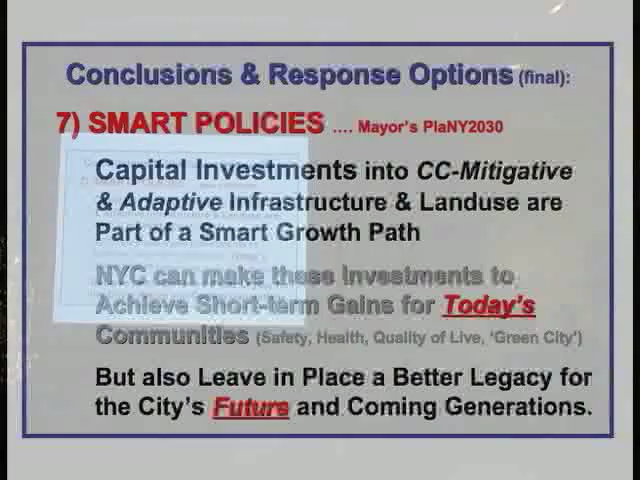 Conclusions & Response Options (final):
7) SMART POLICIES .... Mayor's PlaNY2030
Capital Investments into CC-Mitigative
& Adaptive Infrastructure & Landuse are
Part of a Smart Growth Path
NYC can make these Investments to
Achieve Short-term Gains for Today's
Communities (Safety, Health, Quality of Live, 'Green City')
But also Leave in Place a Better Legacy for
the City's Future and Coming Generations.